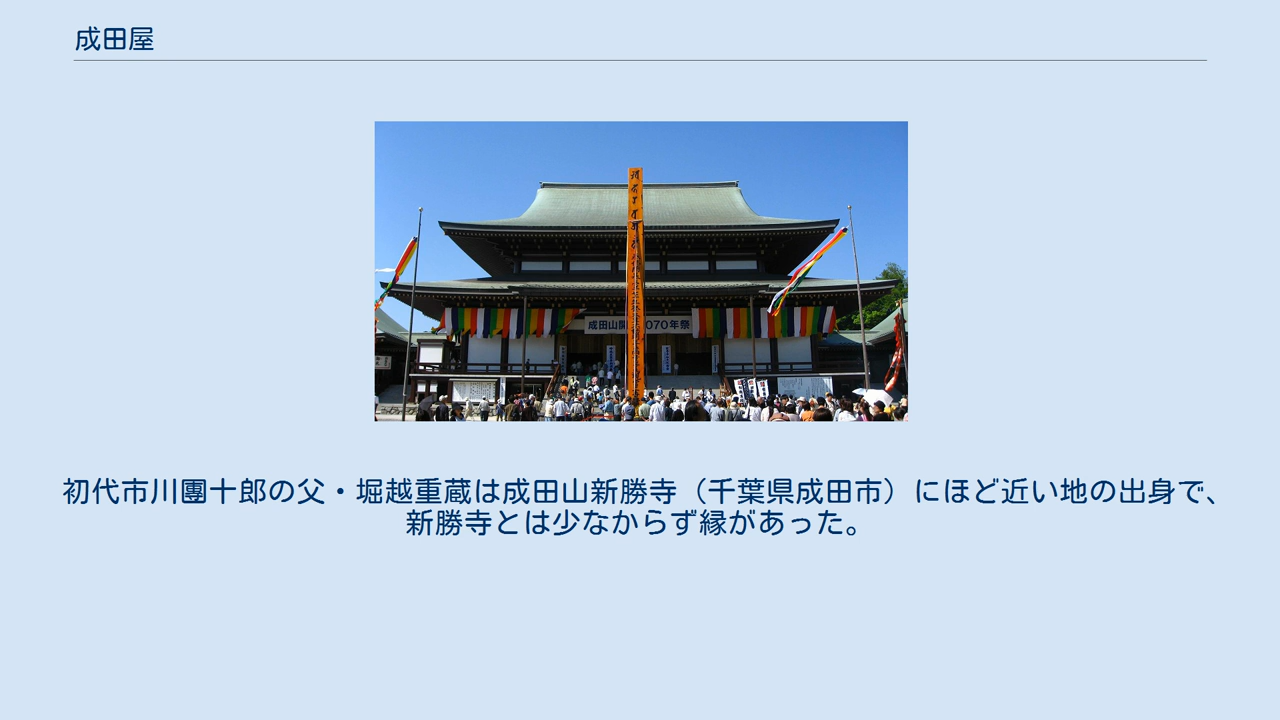 成田屋
成田山開
070年祭
初代市川團十郎の父・堀越重蔵は成田山新勝寺（千葉県成田市）にほど近い地の出身で、
新勝寺とは少なからず縁があった。